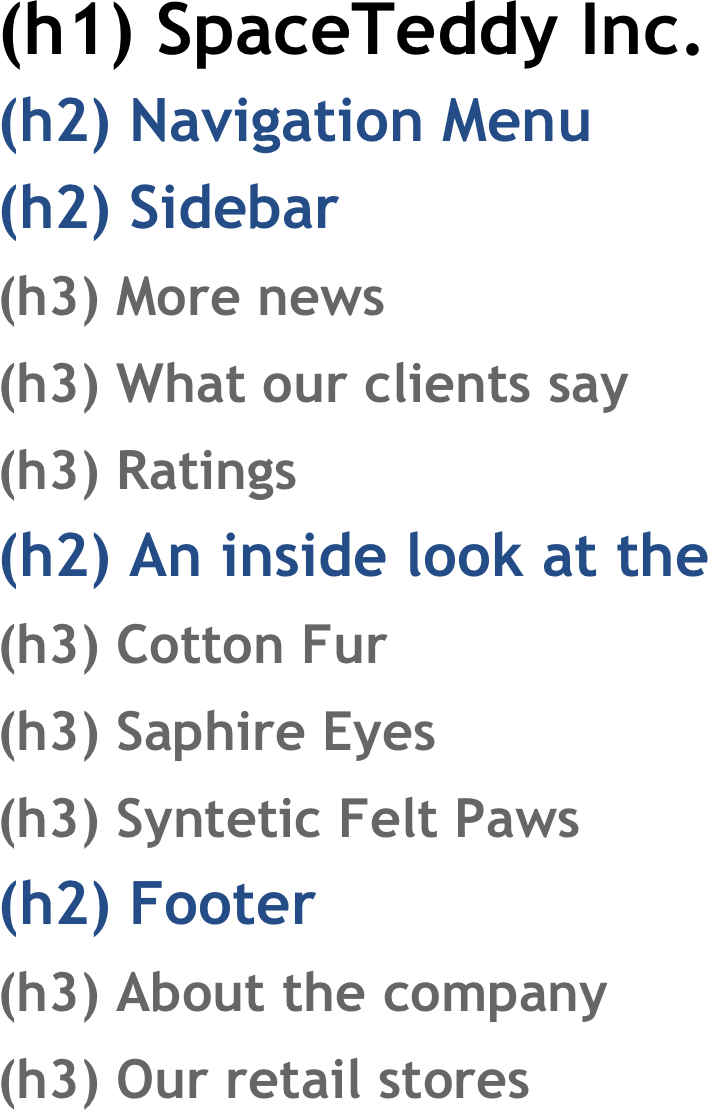 (h1) SpaceTeddy Inc.
(h2) Navigation Menu
(h2) Sidebar
(h3) More news
(h3) What our clients say
(h3) Ratings
(h2) An inside look at the
(h3) Cotton Fur
(h3) Saphire Eyes
(h3) Syntetic Felt Paws
(h2) Footer
(h3) About the company
(h3) Our retail stores